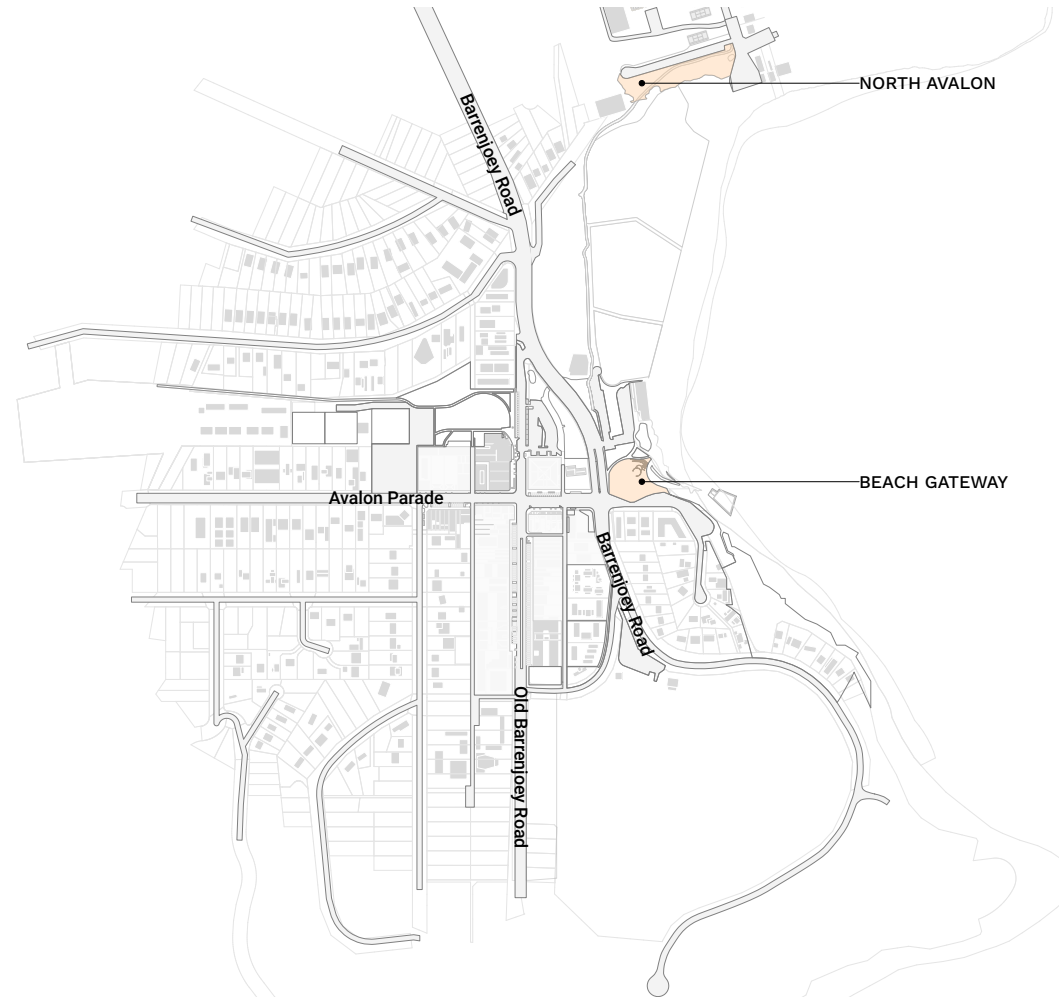 NORTH AVALON
Barrenjoey Road
BEACH GATEWAY
Avalon Parade
Barrenjoey Road
Old Barrenjoey Road